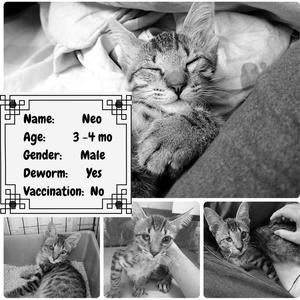 Name: Neo
Age: 3 -4 mo
Gender: Male
Deworm: Yes
Vaccination: No